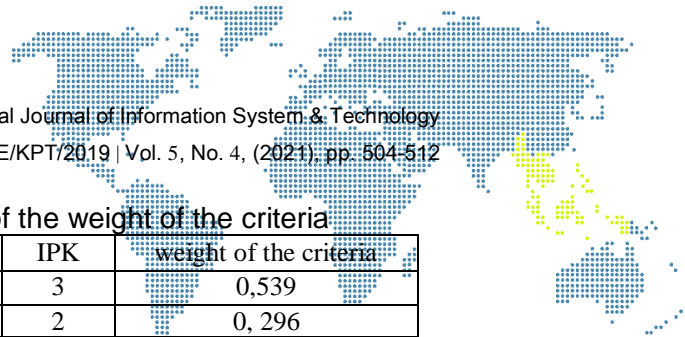 al Journal of Information System & Technology
E/KPT/2019 | Vol. 5, No. 4, (2021), pp. 504-512
of the weight of the criteria
IPK weight of the criteria
3 0,539
2 0, 296